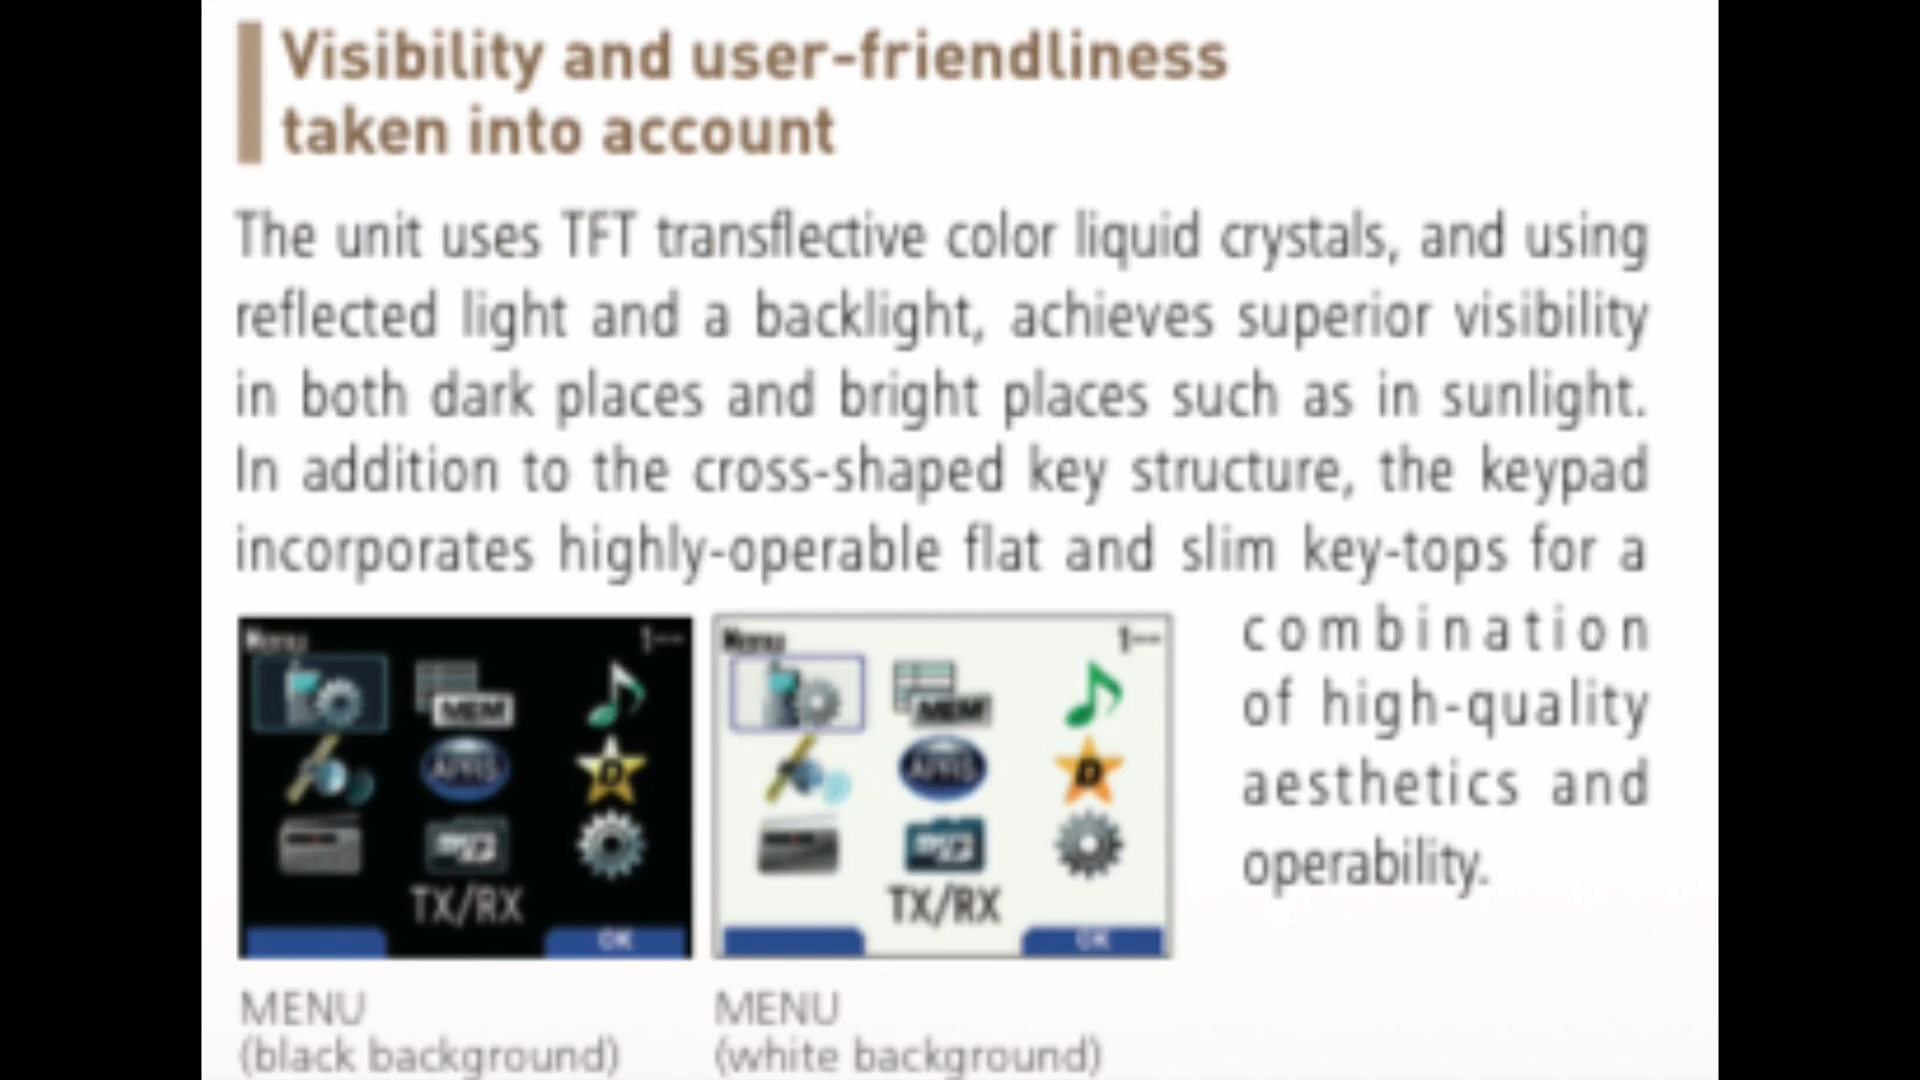 Visibility and user-friendliness
taken into account
The unit uses TFT transflective color liquid crystals, and using
reflected light and a backlight, achieves superior visibility
in both dark places and bright places such as in sunlight.
In addition to the cross-shaped key structure, the keypad
incorporates highly-operable flat and slim key-tops for a
combination
of high-quality
aesthetics and
operability.
Menu 1--
MEM
APRS
D
TX/RX
OK
MENU
(black background)
Menu 1--
MEM
APRS
D
TX/RX
OK
MENU
(white background)